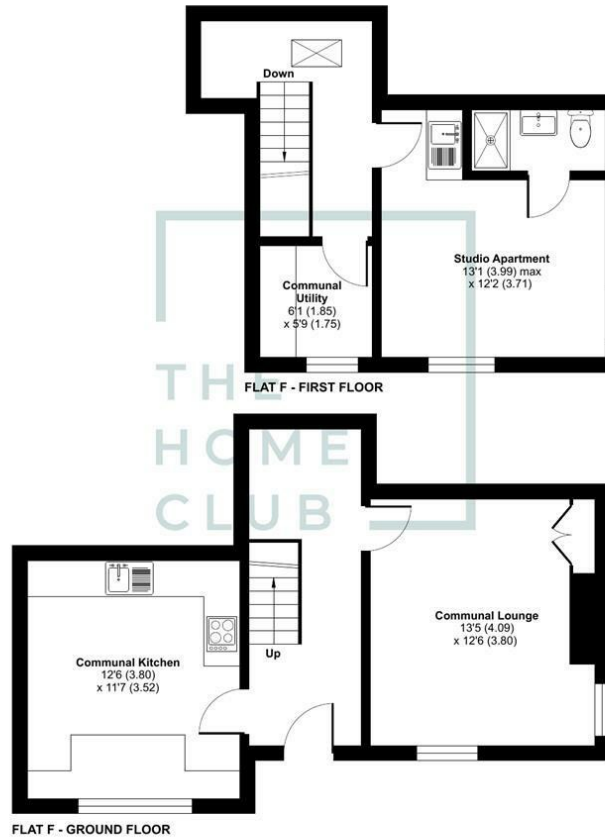 Down
Studio Apartment
13'1 (3.99) max
x 12'2 (3.71)
Communal
Utility
6'1 (1.85)
x 5'9 (1.75)
FLAT F - FIRST FLOOR
THE
HOME
CLUB
Communal Lounge
13'5 (4.09)
x 12'6 (3.80)
Up
Communal Kitchen
12'6 (3.80)
x 11'7 (3.52)
FLAT F - GROUND FLOOR